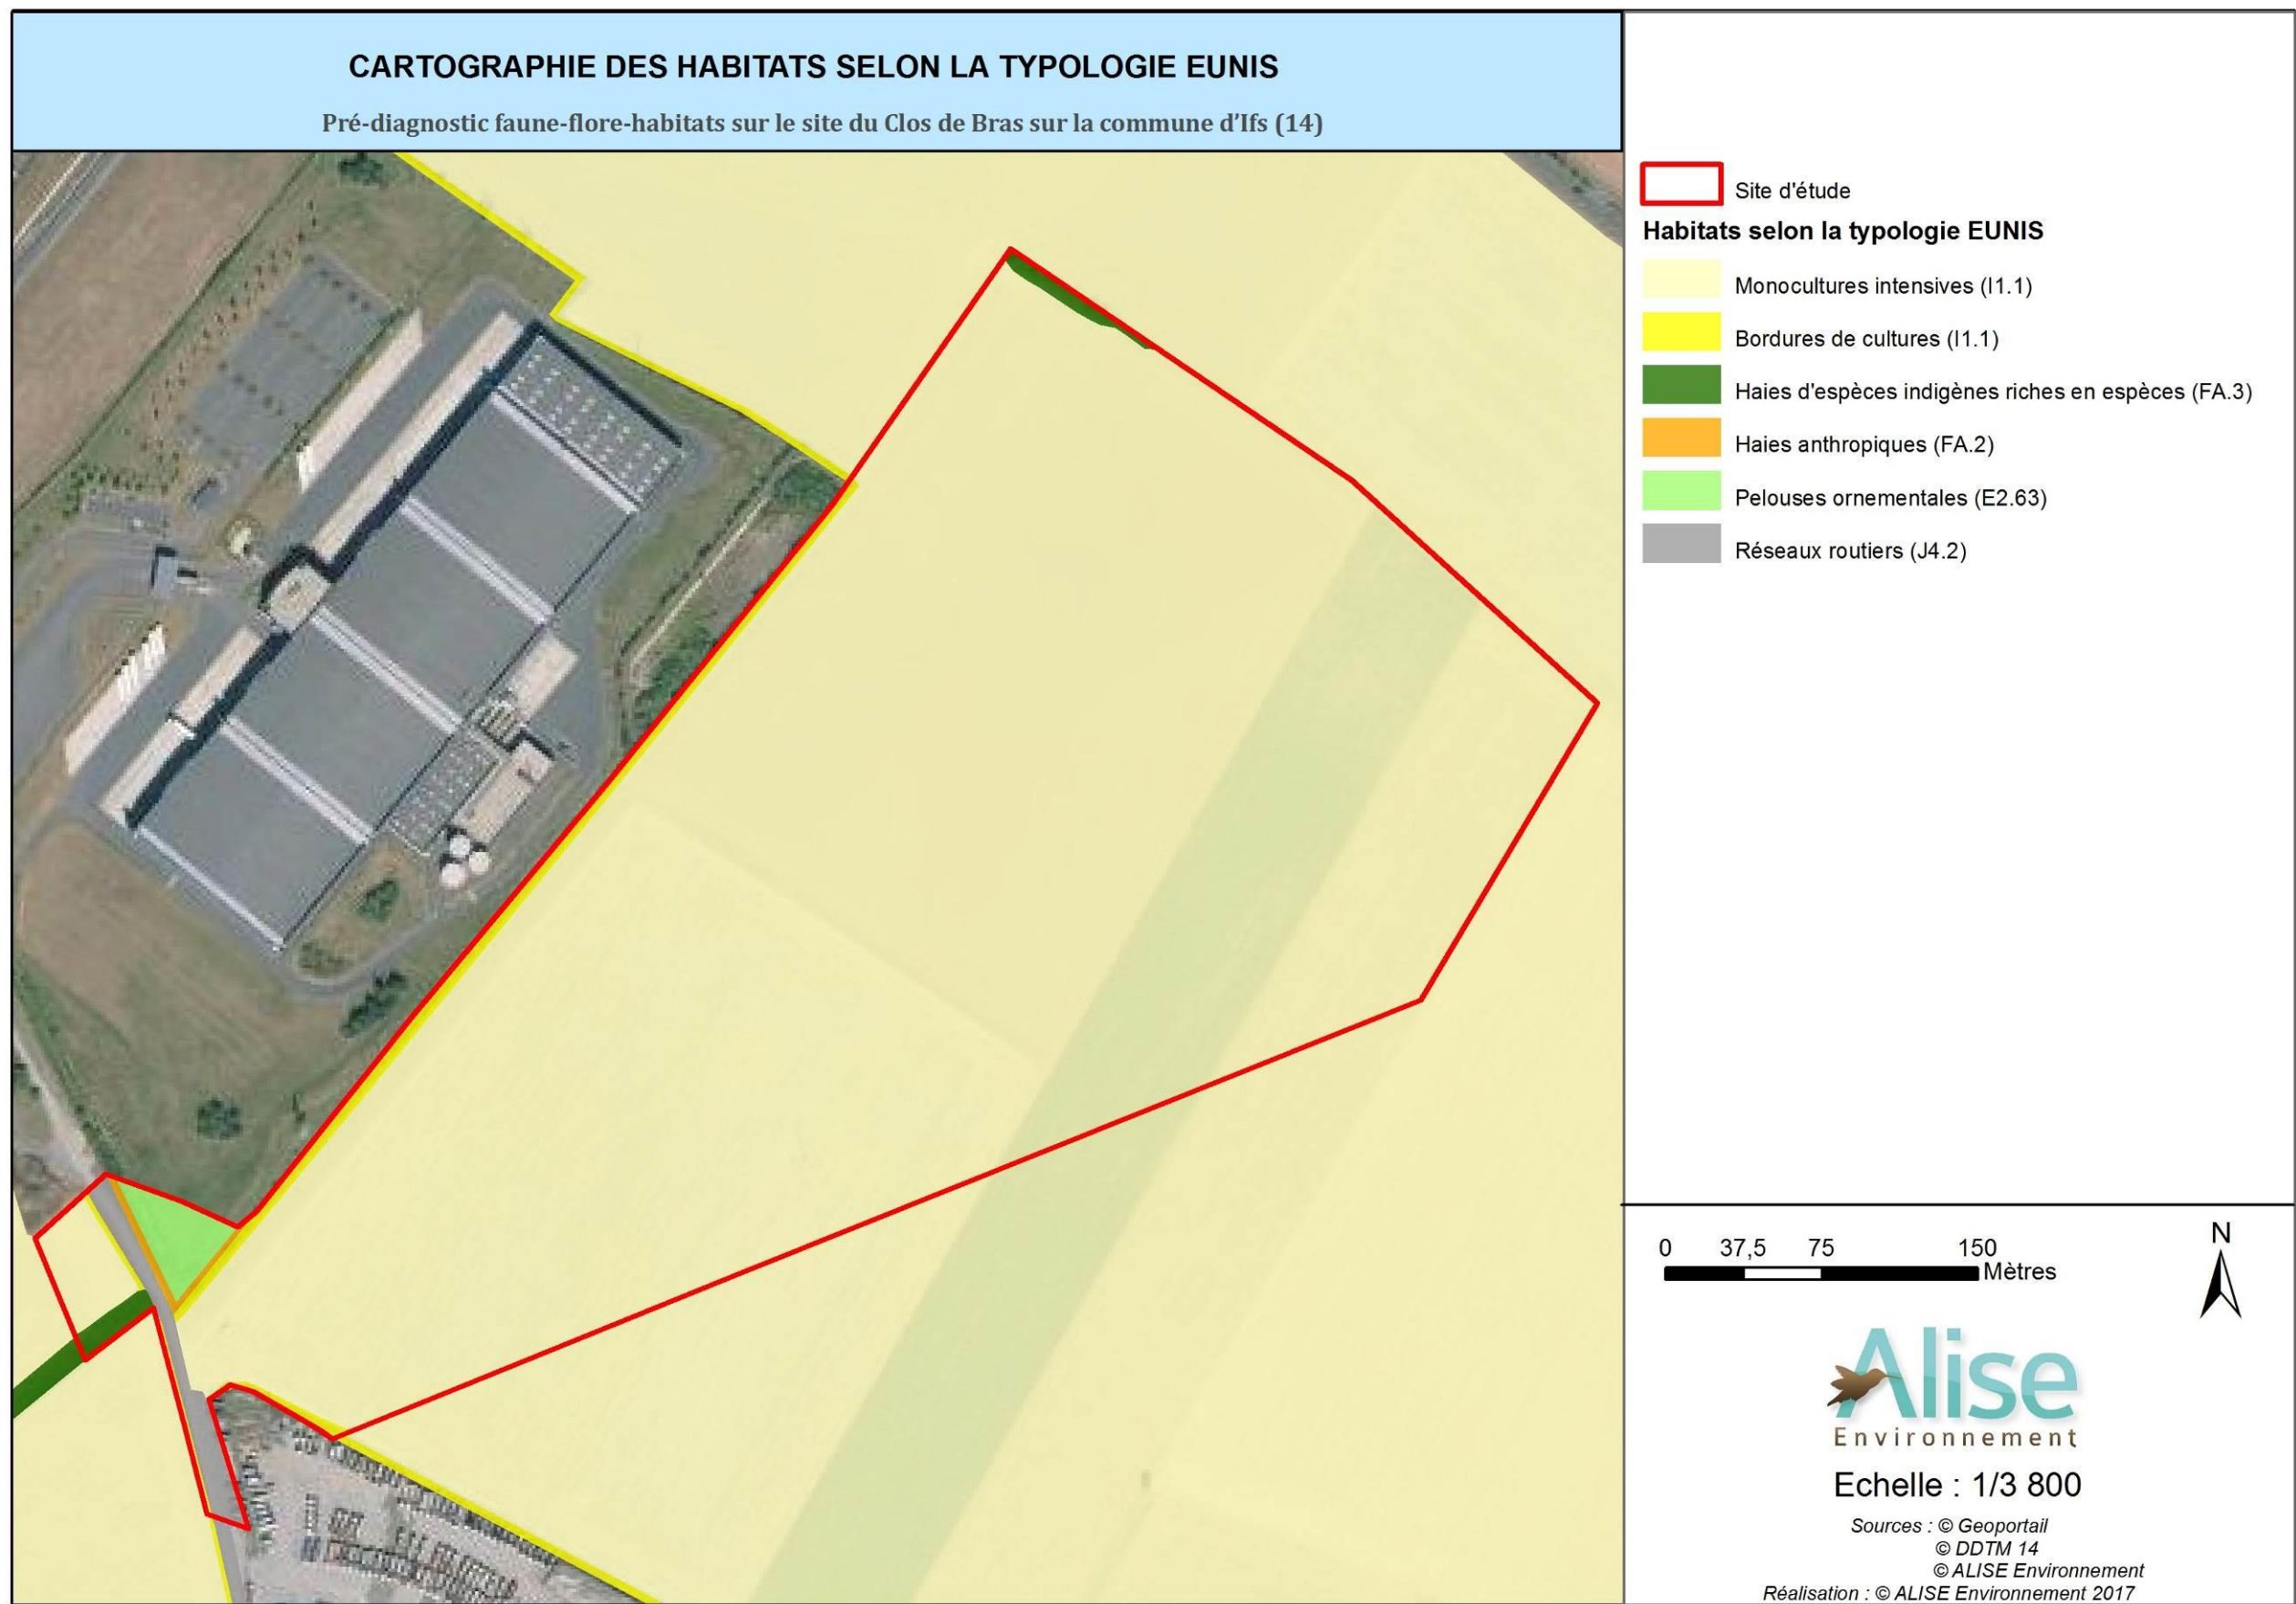 CARTOGRAPHIE DES HABITATS SELON LA TYPOLOGIE EUNIS
Pré-diagnostic faune-flore-habitats sur le site du Clos de Bras sur la commune d'Ifs (14)
Site d'étude
Habitats selon la typologie EUNIS
Monocultures intensives (I1.1)
Bordures de cultures (I1.1)
Haies d'espèces indigènes riches en espèces (FA.3)
Haies anthropiques (FA.2)
Pelouses ornementales (E2.63)
Réseaux routiers (J4.2)
0 37,5 75 150
Mètres
N
Alise
Environnement
Echelle : 1/3 800
Sources : © Geoportail
© DDTM 14
© ALISE Environnement
Réalisation : © ALISE Environnement 2017